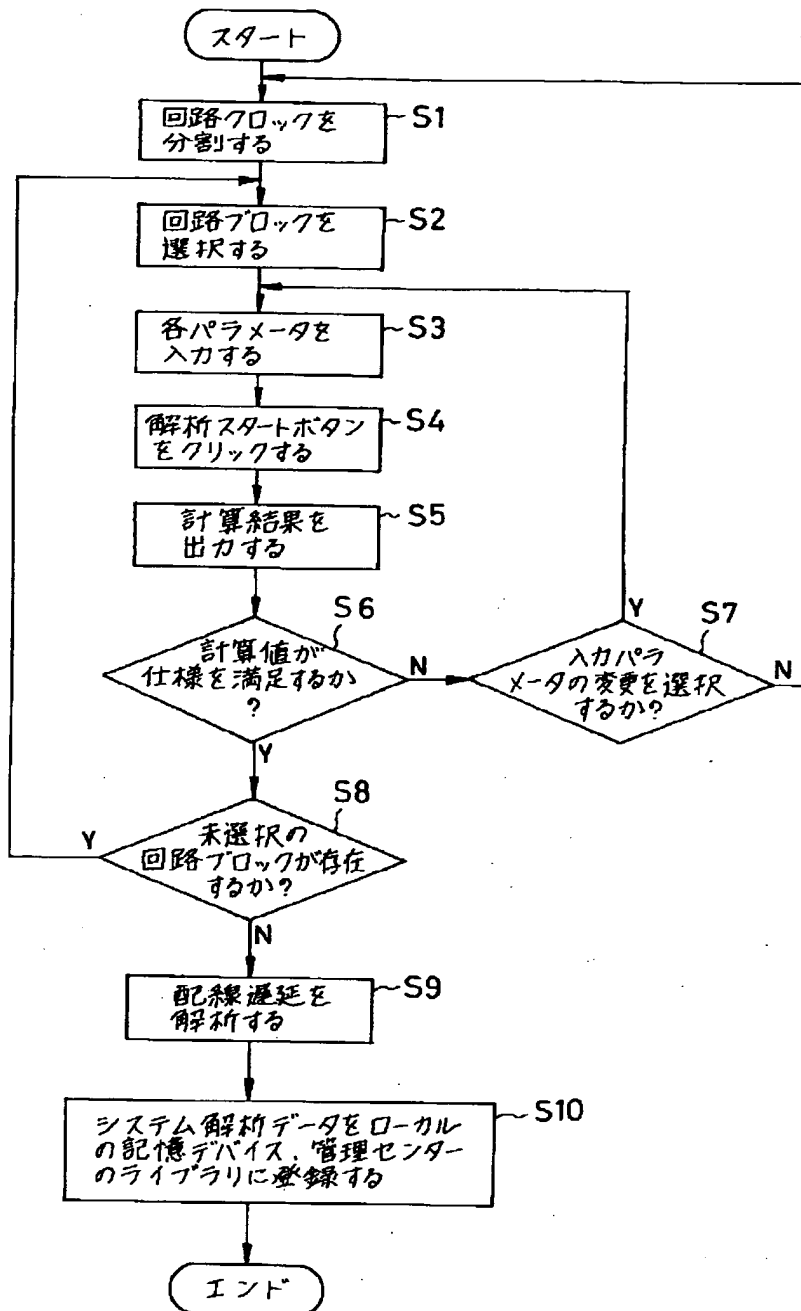 スタート
回路クロックを
分割する
S1
回路ブロックを
選択する
S2
各パラメータを
入力する
S3
解析スタートボタン
をクリックする
S4
計算結果を
出力する
S5
S6
計算値が
仕様を満足するか
?
N
Y
S7
Y
入力パラ
メータの変更を選択
するか?
N
S8
Y
未選択の
回路ブロックが存在
するか?
N
配線遅延を
解析する
S9
システム解析データをローカル
の記憶デバイス、管理センター
のライブラリに登録する
S10
エンド